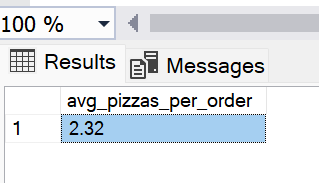 100 %
Results Messages
avg_pizzas_per_order
1 2.32